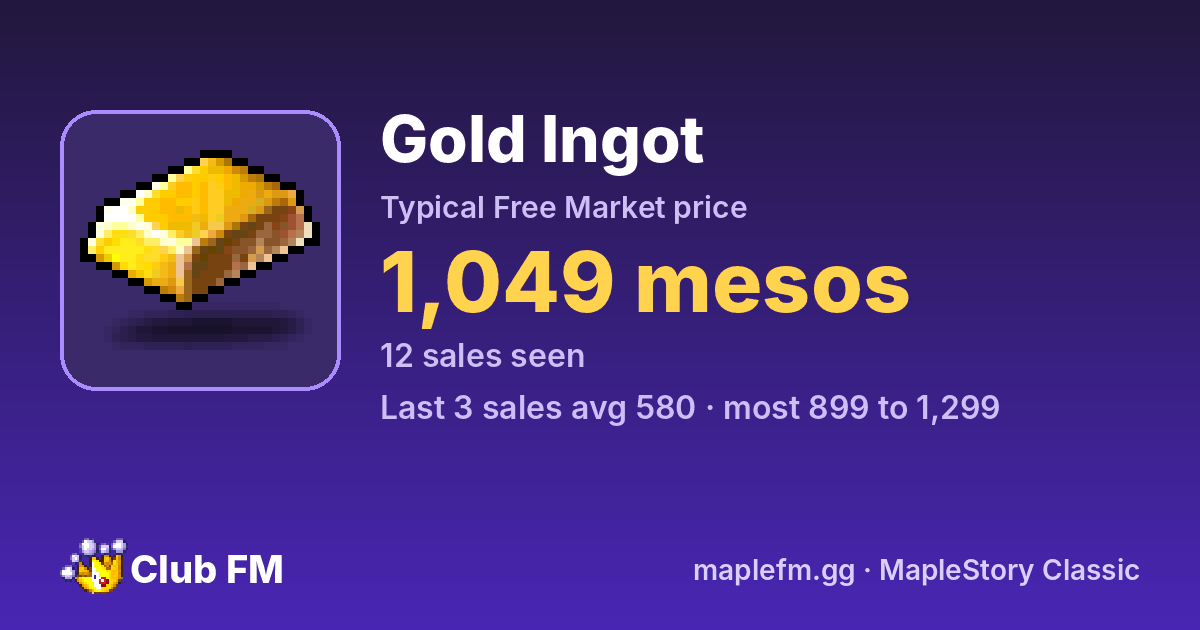 Gold Ingot
Typical Free Market price
1,049 mesos
12 sales seen
Last 3 sales avg 580 · most 899 to 1,299
Club FM
maplefm.gg · MapleStory Classic